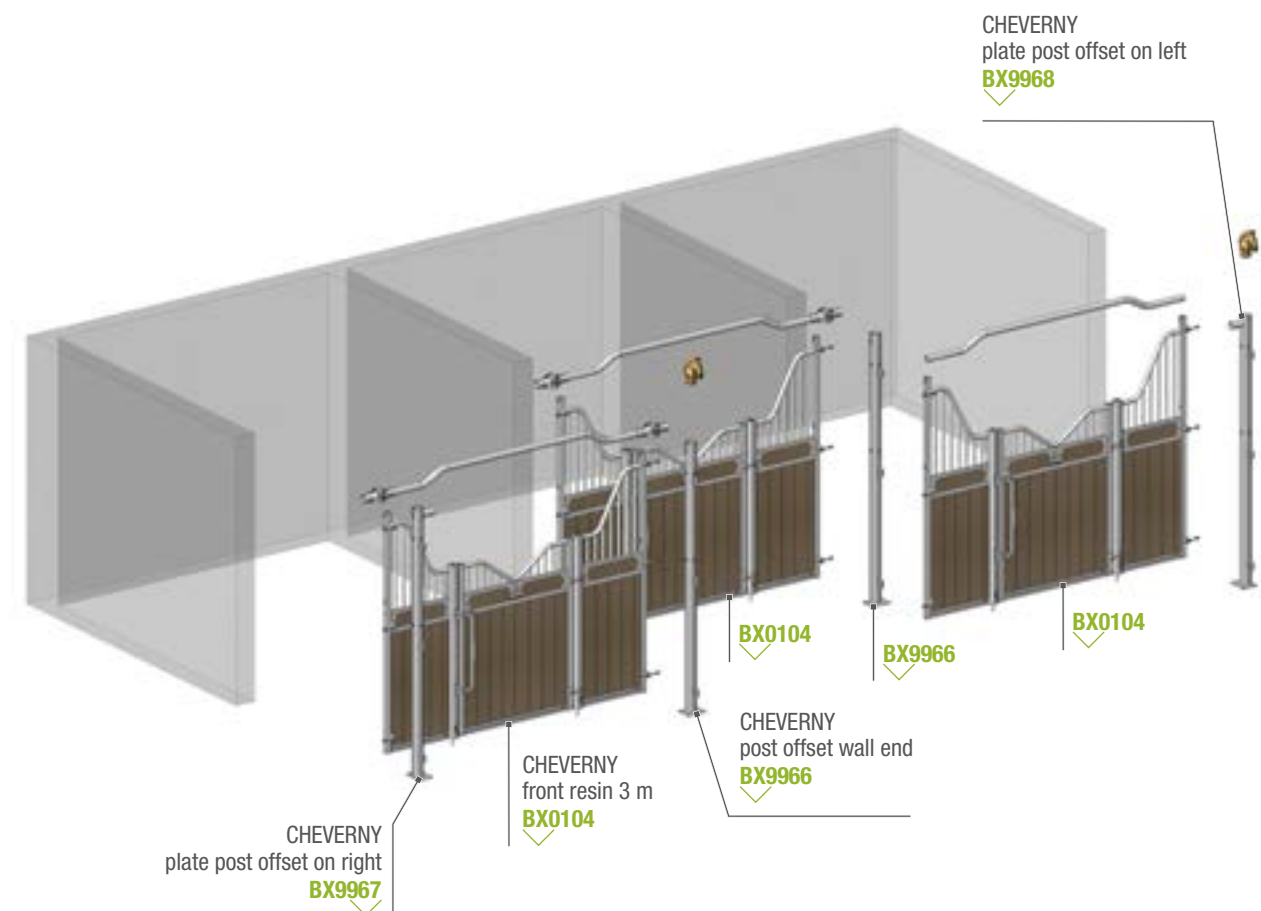 CHEVERNY
plate post offset on left
BX9968
BX0104
BX0104
BX9966
CHEVERNY
post offset wall end
BX9966
CHEVERNY
front resin 3 m
BX0104
CHEVERNY
plate post offset on right
BX9967